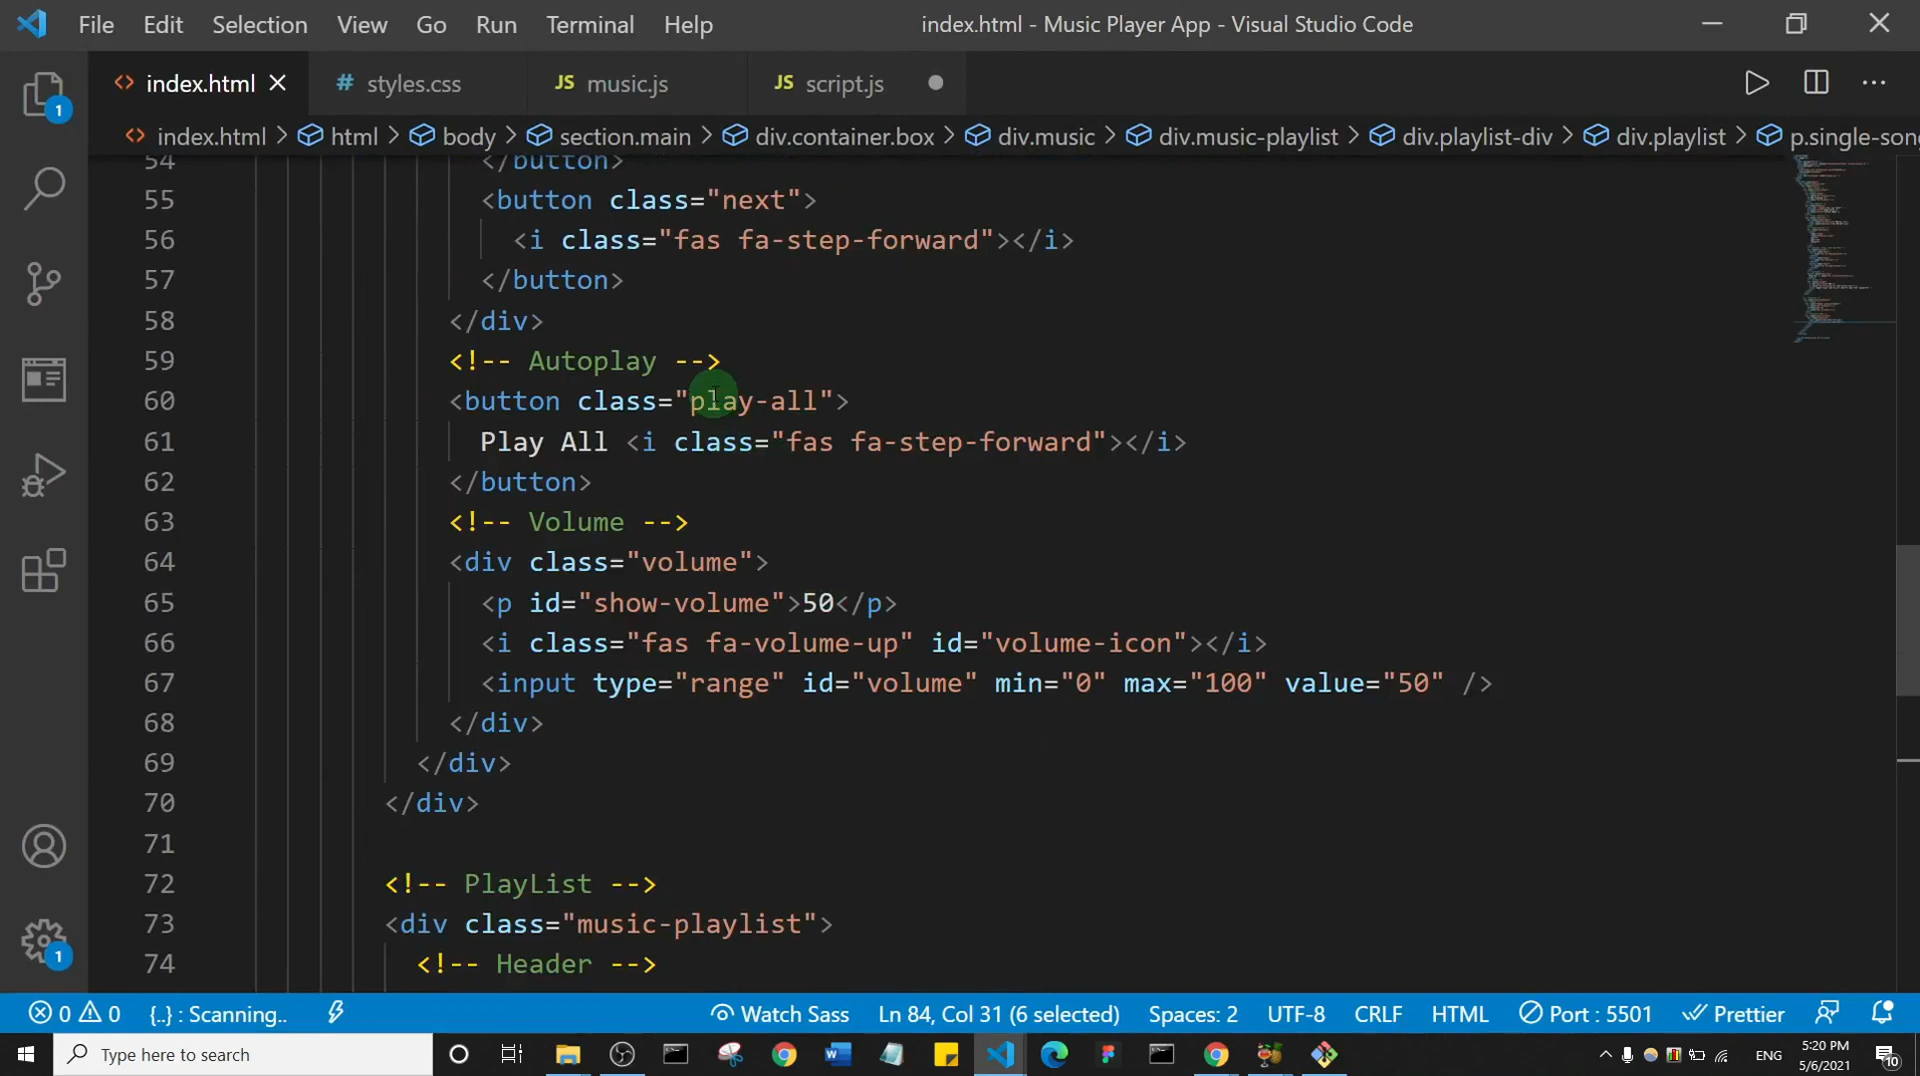 File Edit Selection View Go Run Terminal Help index.html - Music Player App - Visual Studio Code
index.html styles.css JS music.js JS script.js
index.html > html > body > section.main > div.container.box > div.music > div.music-playlist > div.playlist-div > div.playlist > p.single-song
54 </button>
55 <button class="next">
56 <i class="fas fa-step-forward"></i>
57 </button>
58 </div>
59 <!-- Autoplay -->
60 <button class="play-all">
61 Play All <i class="fas fa-step-forward"></i>
62 </button>
63 <!-- Volume -->
64 <div class="volume">
65 <p id="show-volume">50</p>
66 <i class="fas fa-volume-up" id="volume-icon"></i>
67 <input type="range" id="volume" min="0" max="100" value="50" />
68 </div>
69 </div>
70 </div>
71
72 <!-- PlayList -->
73 <div class="music-playlist">
74 <!-- Header -->
1
1
0 0 {..} : Scanning.. Watch Sass Ln 84, Col 31 (6 selected) Spaces: 2 UTF-8 CRLF HTML Port : 5501 Prettier
Type here to search ENG 5:20 PM 10
5/6/2021